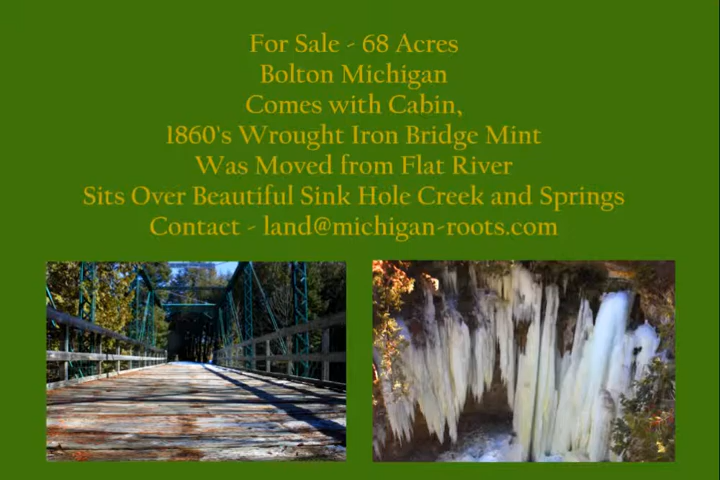 For Sale - 68 Acres
Bolton Michigan
Comes with Cabin,
1860's Wrought Iron Bridge Mint
Was Moved from Flat River
Sits Over Beautiful Sink Hole Creek and Springs
Contact - land@michigan-roots.com